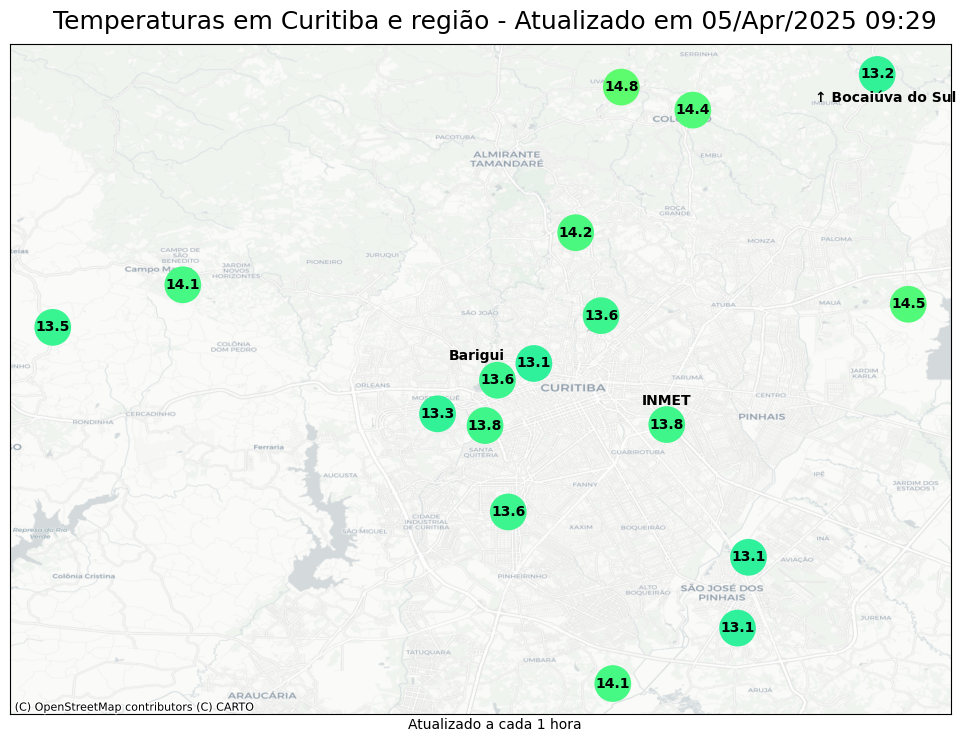 Temperaturas em Curitiba e região - Atualizado em 05/Apr/2025 09:29
SERRINHA
13.2
14.8
↑ Bocaiúva do Sul
14.4
PACOTUBA
ALMIRANTE
TAMANDARÉ
EMBU
ROÇA
GRANDE
14.2
MONZA
PALOMA
CAMPO DE
SÃO
BENEDITO
JURUQUI
PIONEIRO
JARDIM
NOVOS
HORIZONTES
14.1
14.5
MAUÁ
ATUBA
SÃO JOÃO
13.6
13.5
COLÔNIA
DOM PEDRO
Barigui
13.1
JARDIM
KARLA
TARUMÃ
13.6
ORLEANS
CURITIBA
CENTRO
INMET
13.3
CERCADINHO
PINHAIS
RONDINHA
13.8
13.8
Ferraria
SANTA
QUITÉRIA
GUABIROTUBA
AUGUSTA
IPÊ
FANNY
JARDIM DOS
ESTADOS 1
13.6
CIDADE
INDUSTRIAL
DE CURITIBA
SÃO MIGUEL
XAXIM
BOQUEIRÃO
Represa do Rio
Verde
INÁ
13.1
AVIAÇÃO
Colônia Cristina
PINHEIRINHO
ALTO
BOQUEIRÃO
SÃO JOSÉ DOS
PINHAIS
JUREMA
13.1
TATUQUARA
UMBARÁ
14.1
ARUJÁ
ARAUCÁRIA
(C) OpenStreetMap contributors (C) CARTO
Atualizado a cada 1 hora